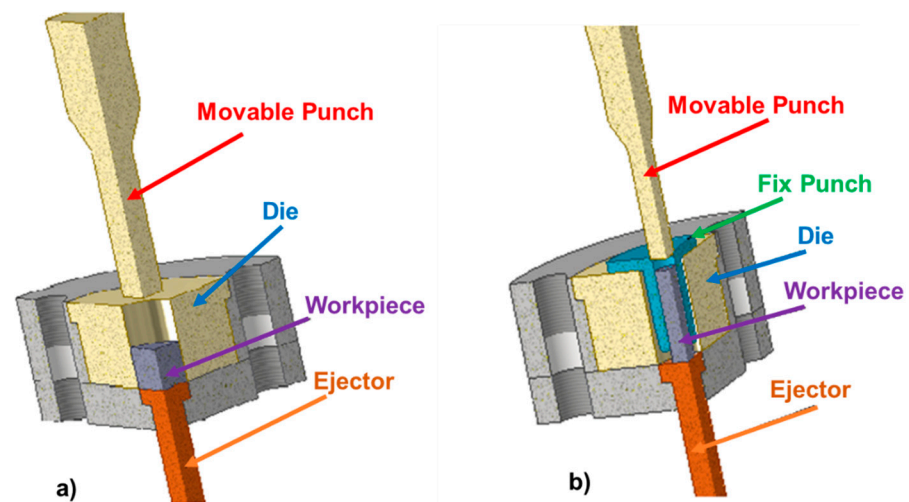 Movable Punch
Die
Workpiece
Ejector
a)
Movable Punch
Fix Punch
Die
Workpiece
Ejector
b)